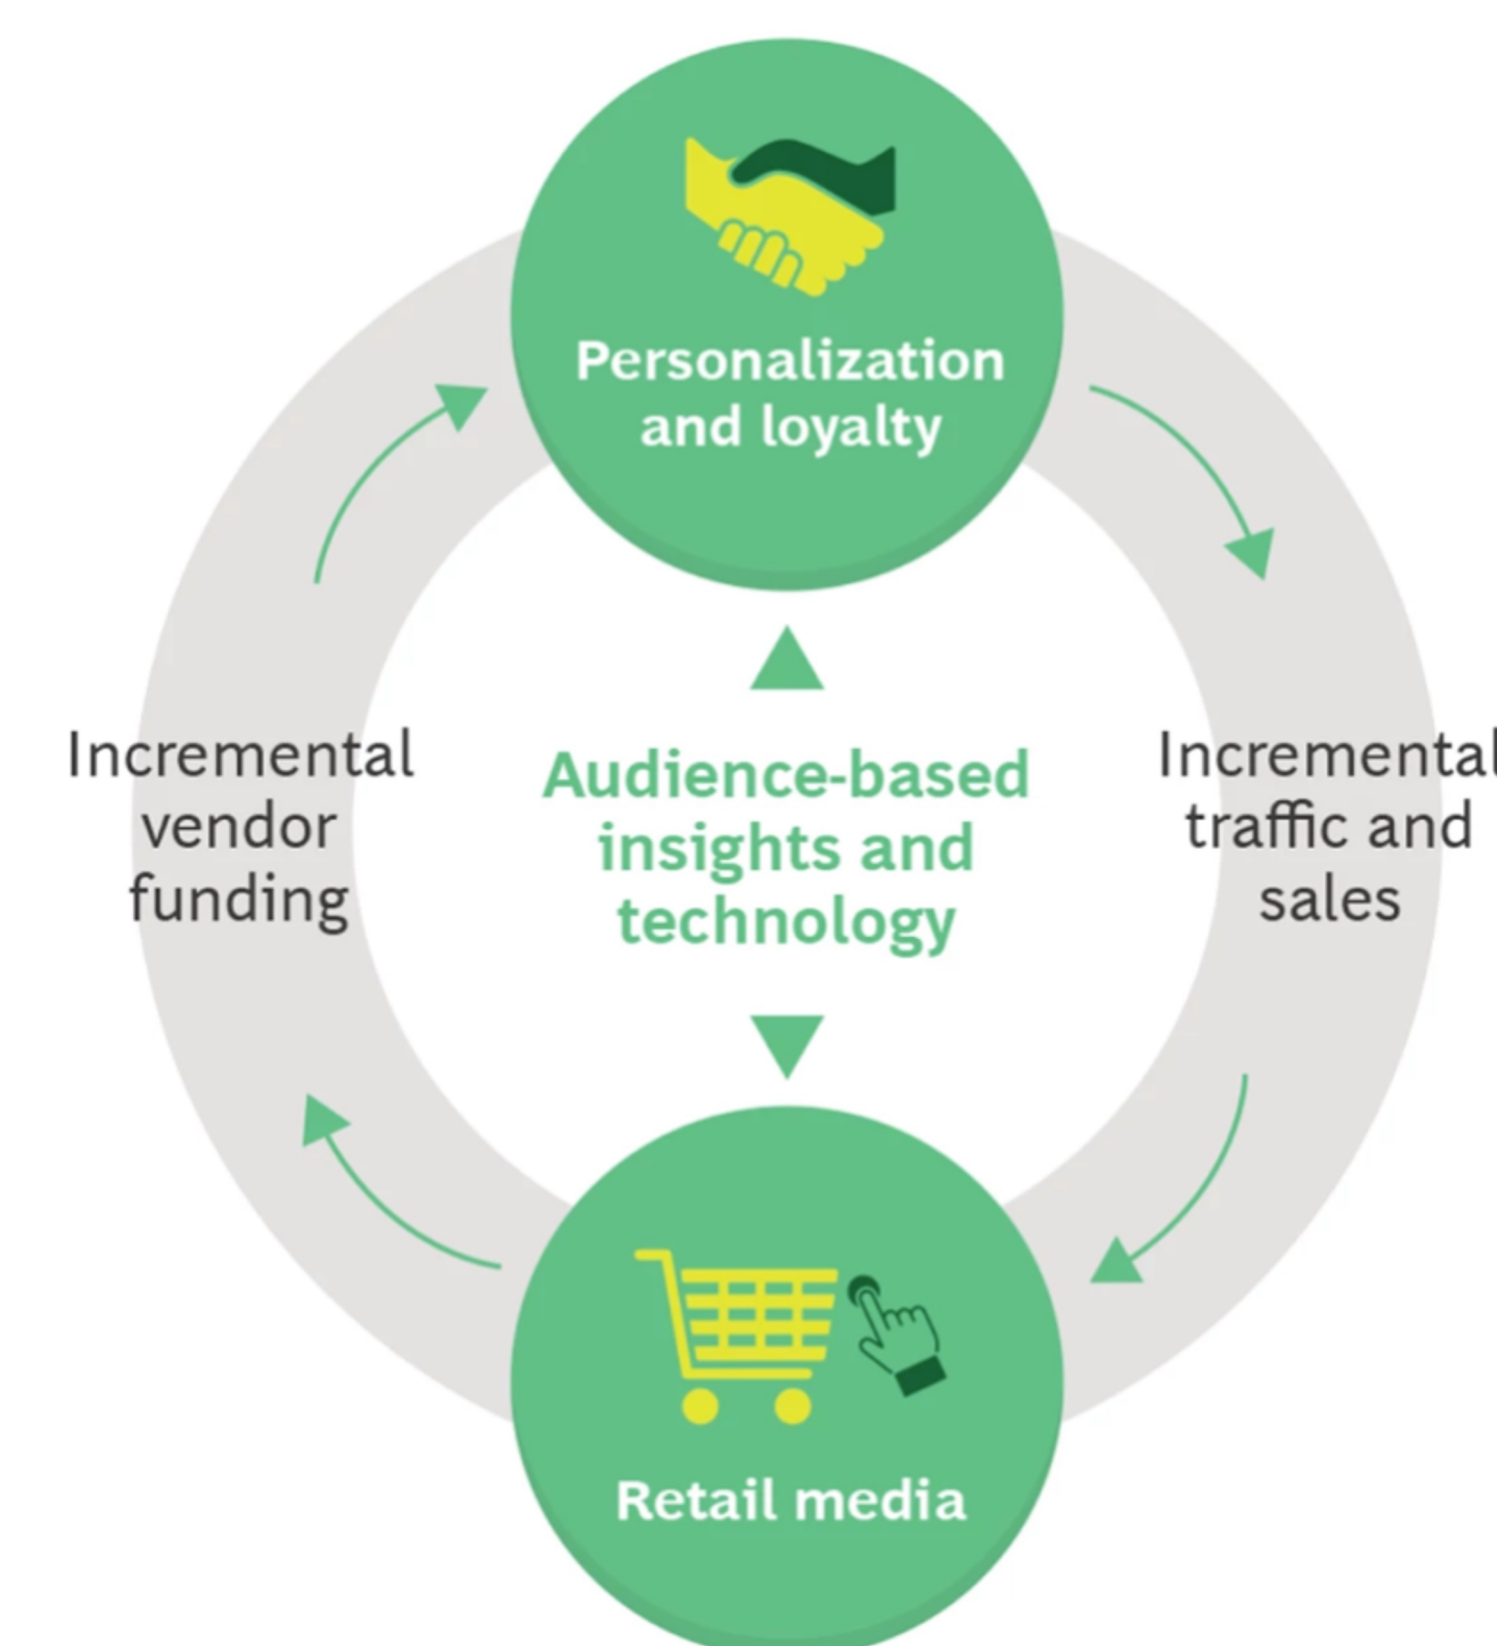 Personalization
and loyalty
Incremental
vendor
funding
Audience-based
insights and
technology
Incremental
traffic and
sales
Retail media